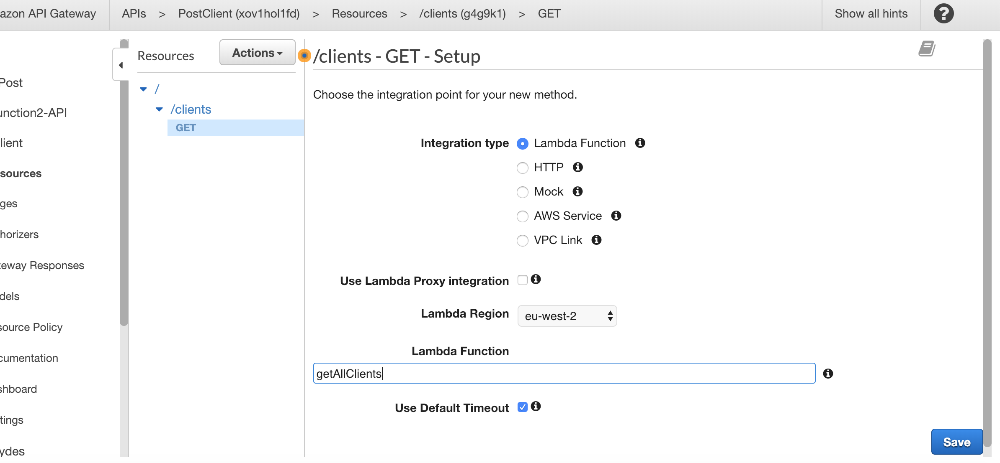 azon API Gateway
APIs > PostClient (xov1hol1fd) > Resources > /clients (g4g9k1) > GET
Show all hints
?
Post
unction2-API
lient
sources
ges
horizers
teway Responses
dels
source Policy
cumentation
shboard
tings
ydes
Resources
Actions
/
/clients
GET
/clients - GET - Setup
Choose the integration point for your new method.
Integration type
Lambda Function
HTTP
Mock
AWS Service
VPC Link
Use Lambda Proxy integration
Lambda Region
eu-west-2
Lambda Function
getAllClients
Use Default Timeout
Save